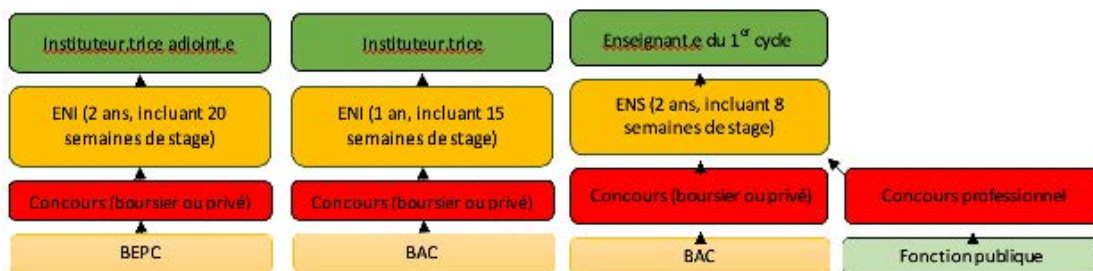 Instituteur.trice adjoint.e
ENI (2 ans, incluant 20
semaines de stage)
Concours (boursier ou privé)
BEPC
Instituteur.trice
ENI (1 an, incluant 15
semaines de stage)
Concours (boursier ou privé)
BAC
Enseignant.e du 1er cycle
ENS (2 ans, incluant 8
semaines de stage)
Concours (boursier ou privé)
BAC
Concours professionnel
Fonction publique